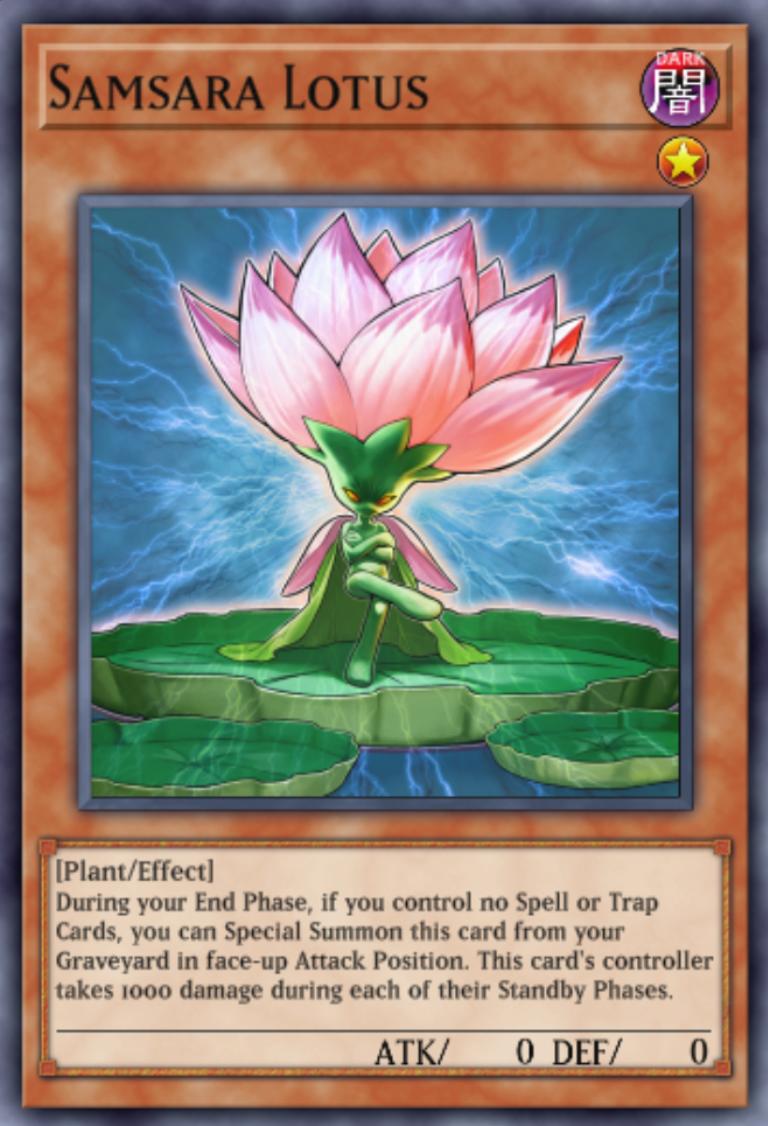 Samsara Lotus
DARK
闇
[Plant/Effect]
During your End Phase, if you control no Spell or Trap
Cards, you can Special Summon this card from your
Graveyard in face-up Attack Position. This card's controller
takes 1000 damage during each of their Standby Phases.
ATK/ 0 DEF/ 0